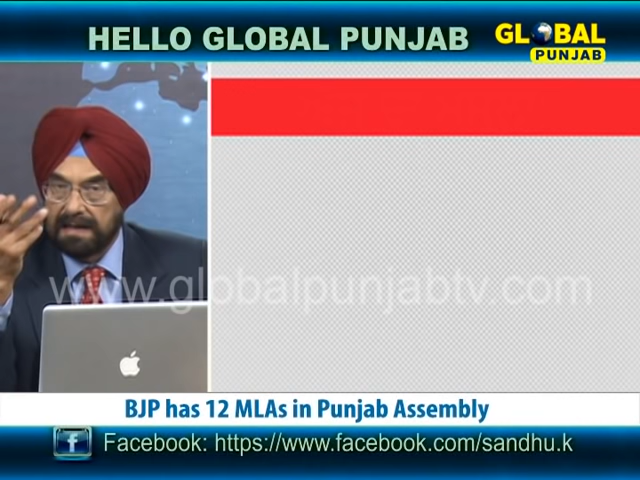 HELLO GLOBAL PUNJAB
GLOBAL
PUNJAB
www.globalpunjabtv.com
BJP has 12 MLAs in Punjab Assembly
f
Facebook: https://www.facebook.com/sandhu.k